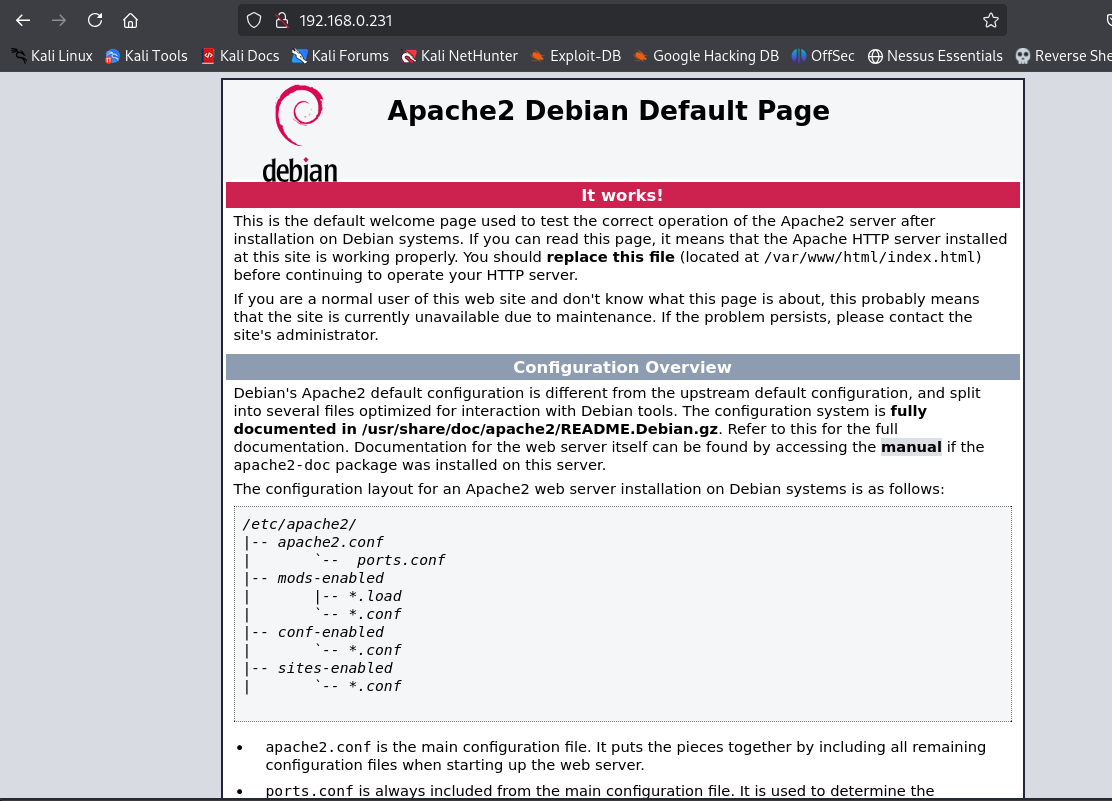 192.168.0.231
Kali Linux Kali Tools Kali Docs Kali Forums Kali NetHunter Exploit-DB Google Hacking DB OffSec Nessus Essentials Reverse She
debian
Apache2 Debian Default Page
It works!
This is the default welcome page used to test the correct operation of the Apache2 server after
installation on Debian systems. If you can read this page, it means that the Apache HTTP server installed
at this site is working properly. You should replace this file (located at /var/www/html/index.html)
before continuing to operate your HTTP server.
If you are a normal user of this web site and don't know what this page is about, this probably means
that the site is currently unavailable due to maintenance. If the problem persists, please contact the
site's administrator.
Configuration Overview
Debian's Apache2 default configuration is different from the upstream default configuration, and split
into several files optimized for interaction with Debian tools. The configuration system is fully
documented in /usr/share/doc/apache2/README.Debian.gz. Refer to this for the full
documentation. Documentation for the web server itself can be found by accessing the manual if the
apache2-doc package was installed on this server.
The configuration layout for an Apache2 web server installation on Debian systems is as follows:
/etc/apache2/
|-- apache2.conf
|       `--  ports.conf
|-- mods-enabled
|       |-- *.load
|       `-- *.conf
|-- conf-enabled
|       `-- *.conf
|-- sites-enabled
|       `-- *.conf
• apache2.conf is the main configuration file. It puts the pieces together by including all remaining
configuration files when starting up the web server.
• ports.conf is always included from the main configuration file. It is used to determine the